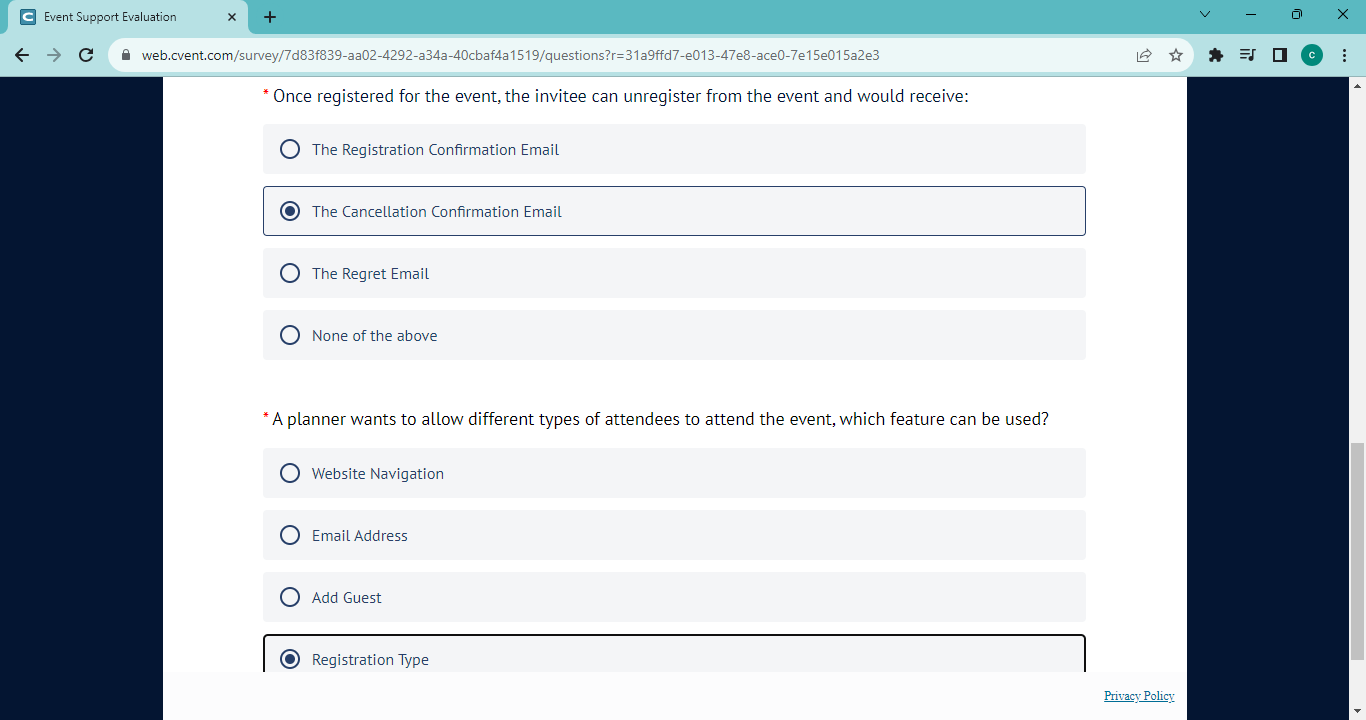 Event Support Evaluation
web.cvent.com/survey/7d83f839-aa02-4292-a34a-40cbaf4a1519/questions?r=31a9ffd7-e013-47e8-ace0-7e15e015a2e3
C
* Once registered for the event, the invitee can unregister from the event and would receive:
The Registration Confirmation Email
The Cancellation Confirmation Email
The Regret Email
None of the above
* A planner wants to allow different types of attendees to attend the event, which feature can be used?
Website Navigation
Email Address
Add Guest
Registration Type
Privacy Policy